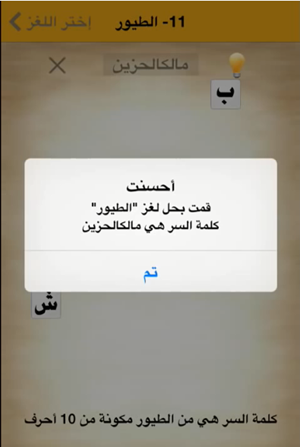 11- الطيور
إختر اللغز
مالكالحزين
ب
أحسنت
قمت بحل لغز "الطيور"
كلمة السر هي مالكالحزين
تم
ش
كلمة السر هي من الطيور مكونة من 10 أحرف